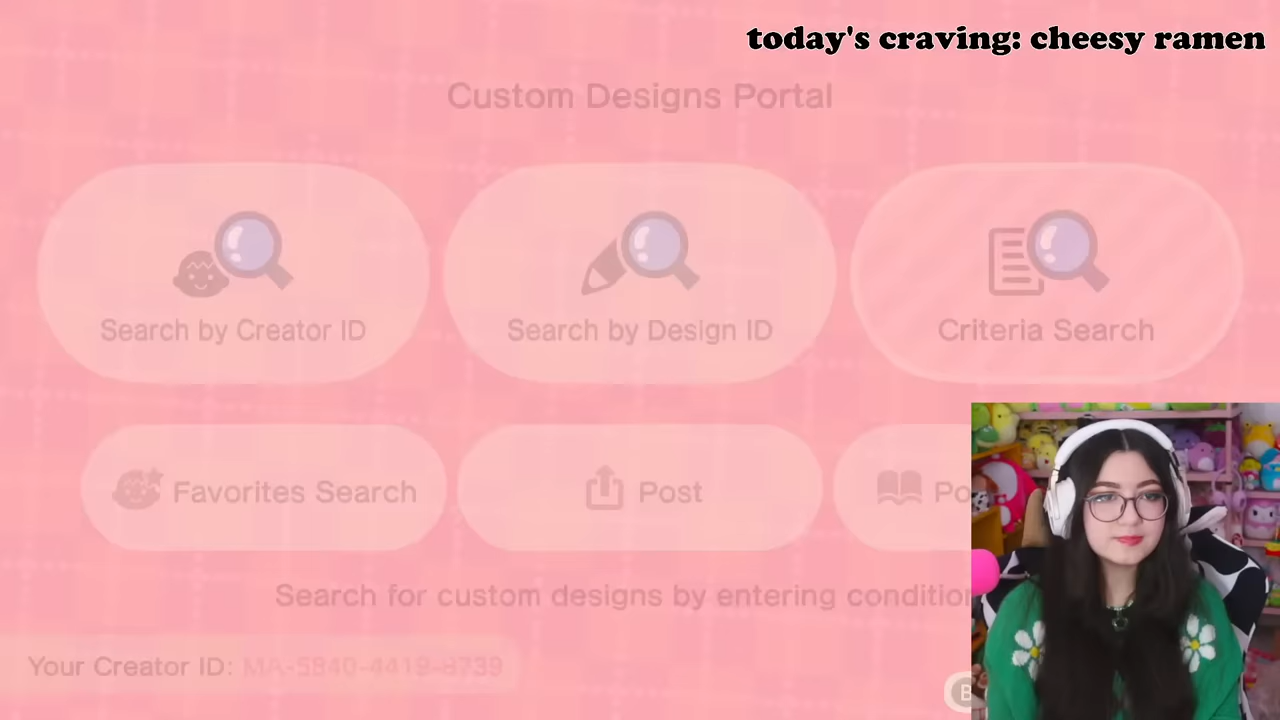 today's craving: cheesy ramen
Custom Designs Portal
Search by Creator ID
Search by Design ID
Criteria Search
Favorites Search
Post
Search for custom designs by entering
Your Creator ID: MA-5840-4419-8739
B